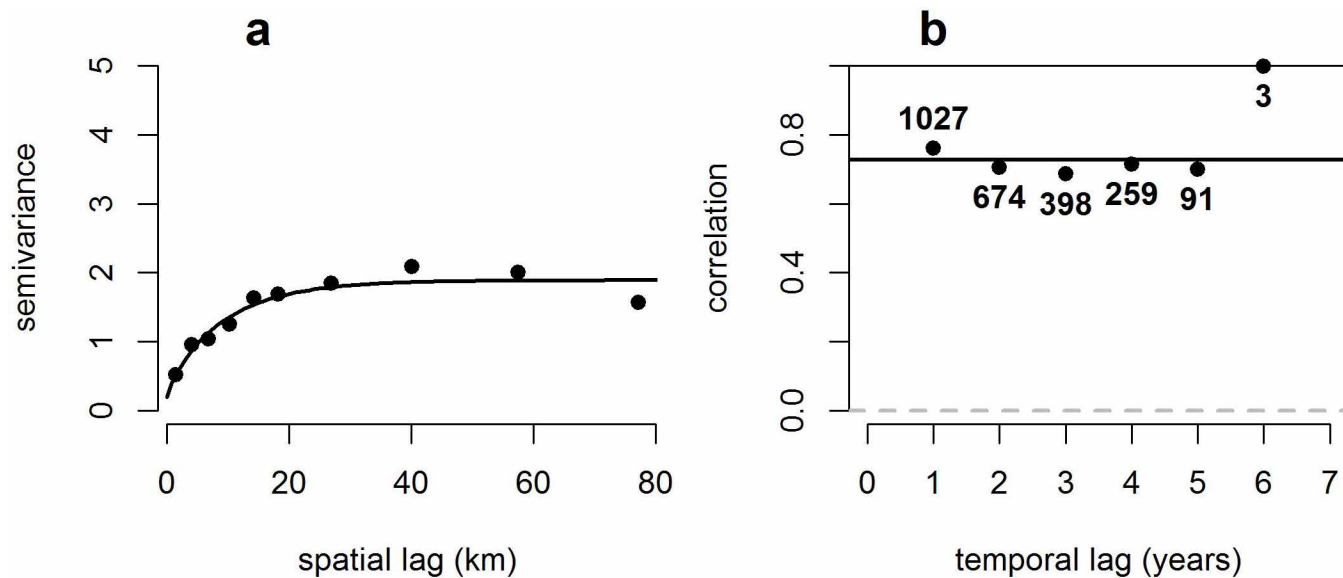 a
5
4
3
2
1
0
semivariance
0 20 40 60 80
spatial lag (km)
b
0.8
0.4
0.0
correlation
1027
674
398
259
91
3
0 1 2 3 4 5 6 7
temporal lag (years)